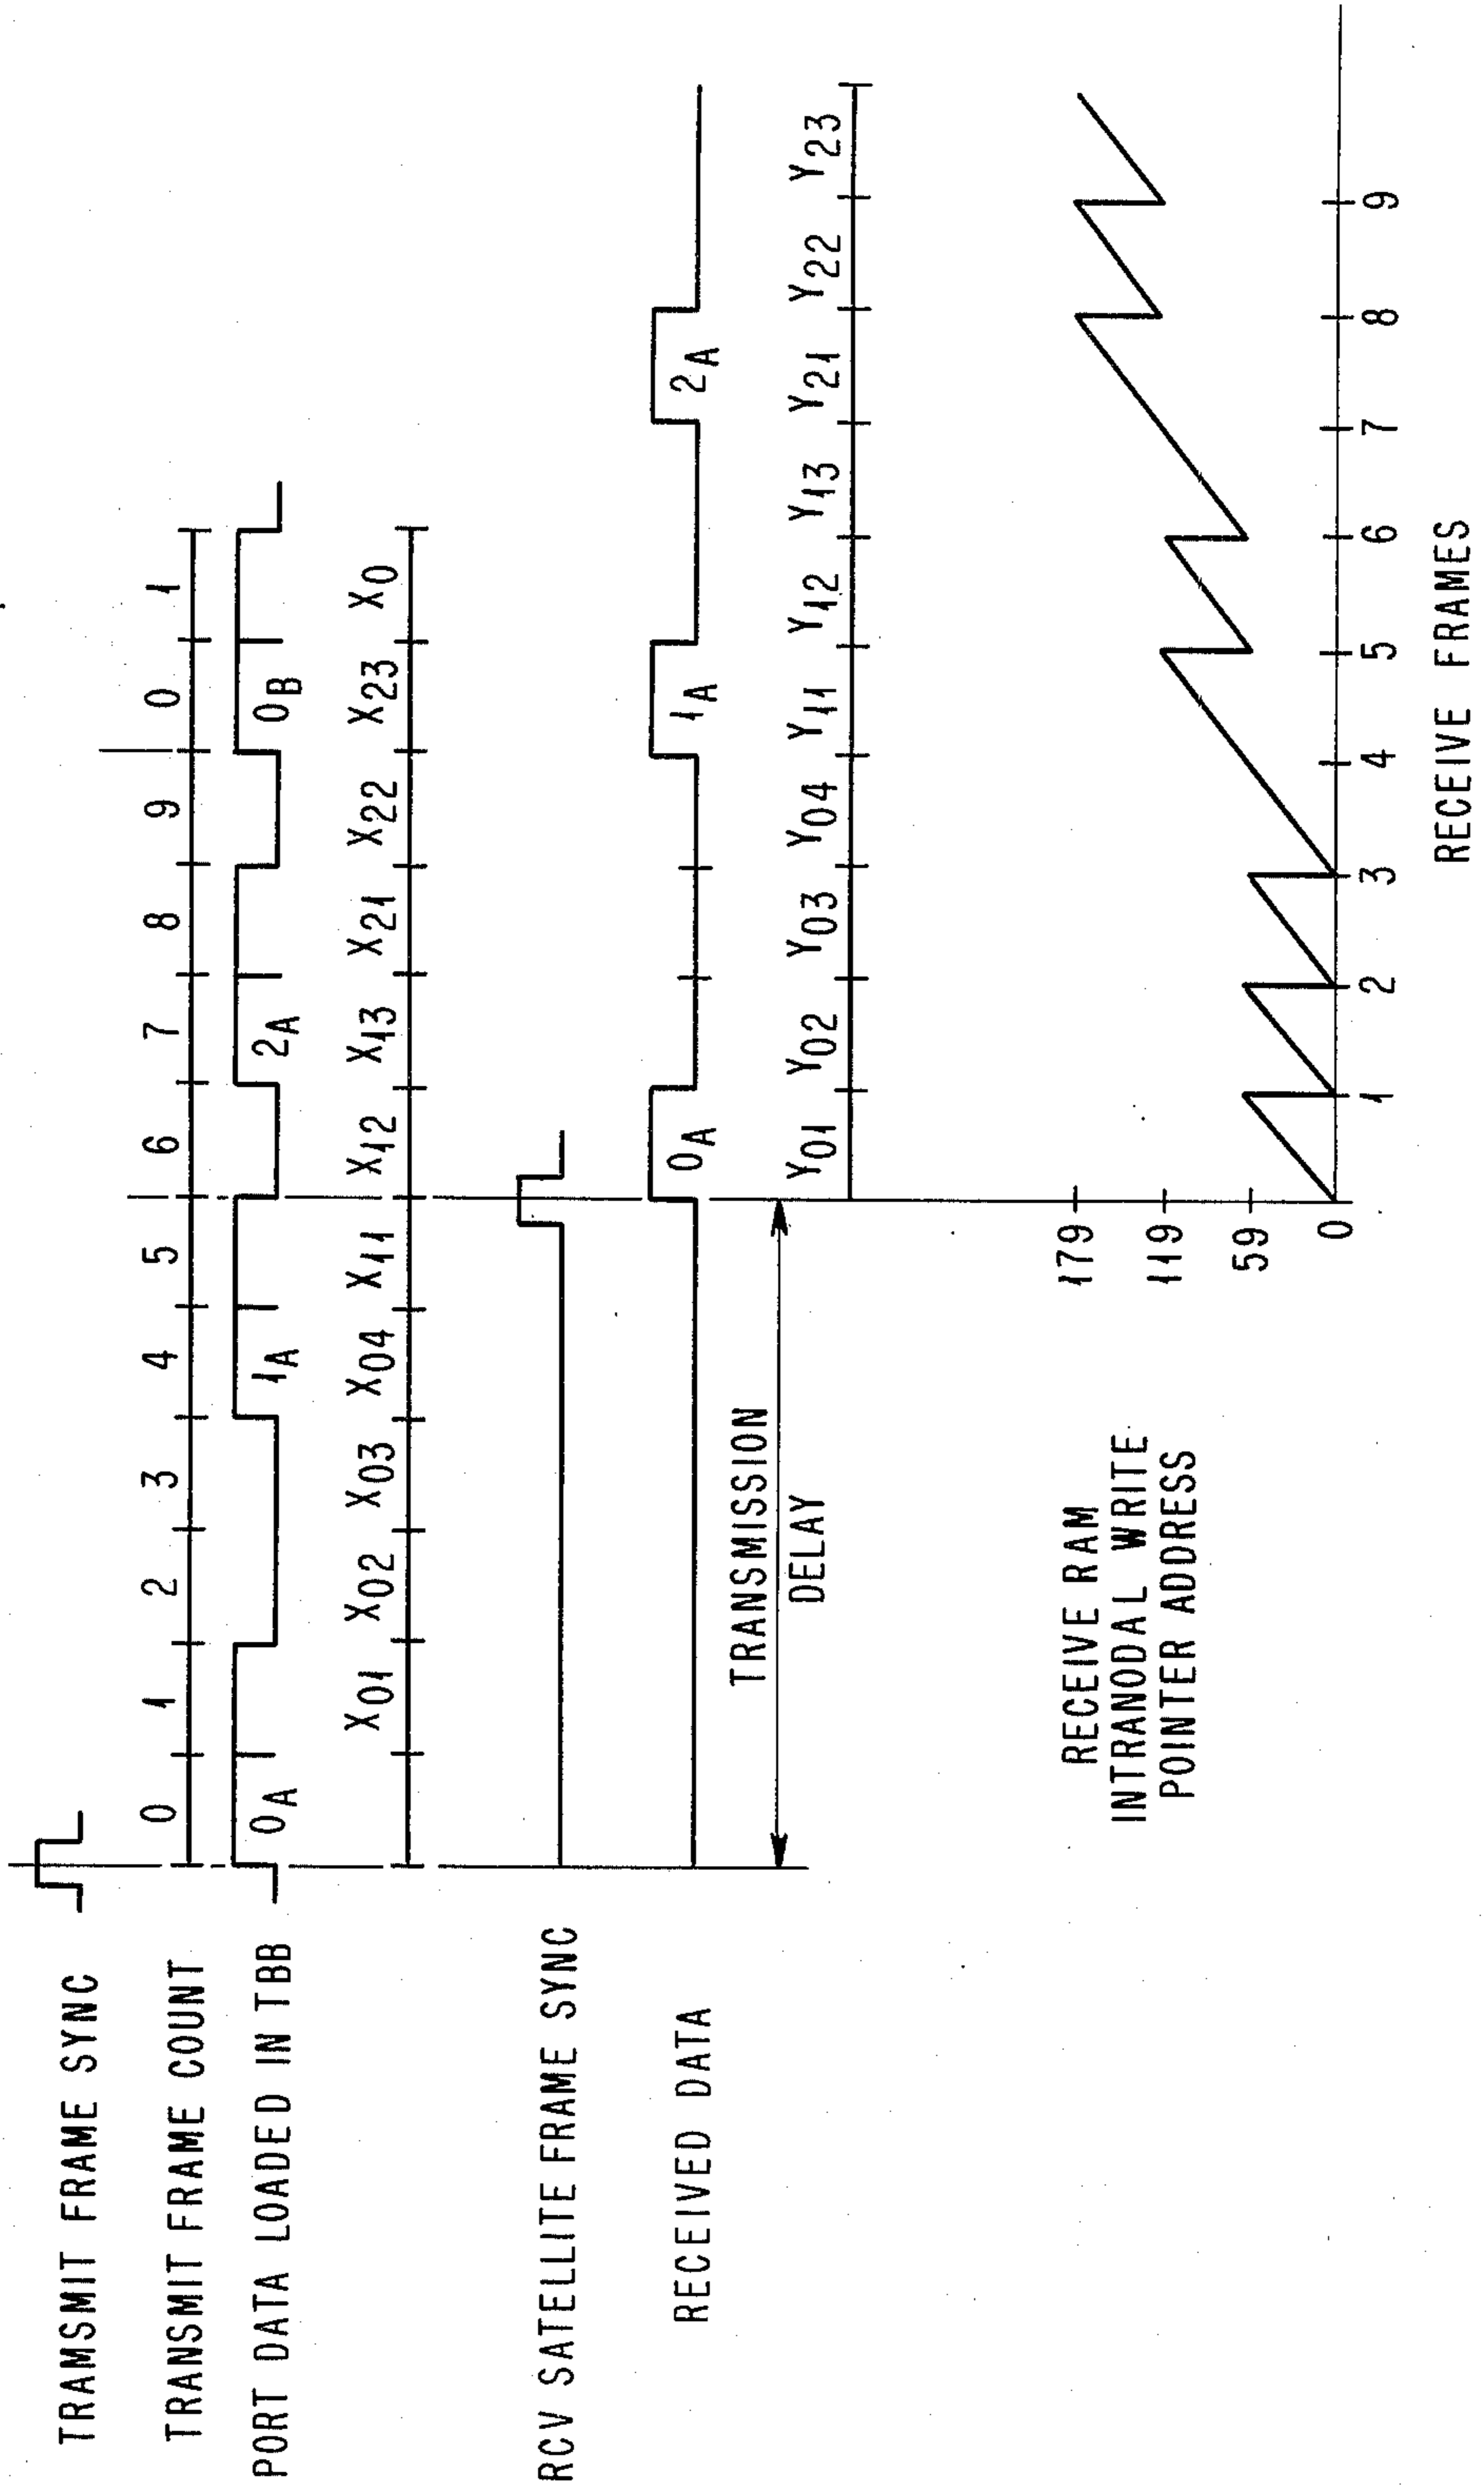 TRAMSMIT FRAME SYNC
TRANSMIT FRAME COUNT
0 1 2 3 4 5 6 7 8 9 0 1
PORT DATA LOADED IN TBB
0A 1A 2A 0B
X01 X02 X03 X04 X11 X12 X13 X21 X22 X23 X0
RCV SATELLITE FRAME SYNC
RECEIVED DATA
0A 1A 2A
TRANSMISSION
DELAY
Y01 Y02 Y03 Y04 Y11 Y12 Y13 Y21 Y22 Y23
RECEIVE RAM
INTRANODAL WRITE
POINTER ADDRESS
179
119
59
0
1 2 3 4 5 6 7 8 9
RECEIVE FRAMES